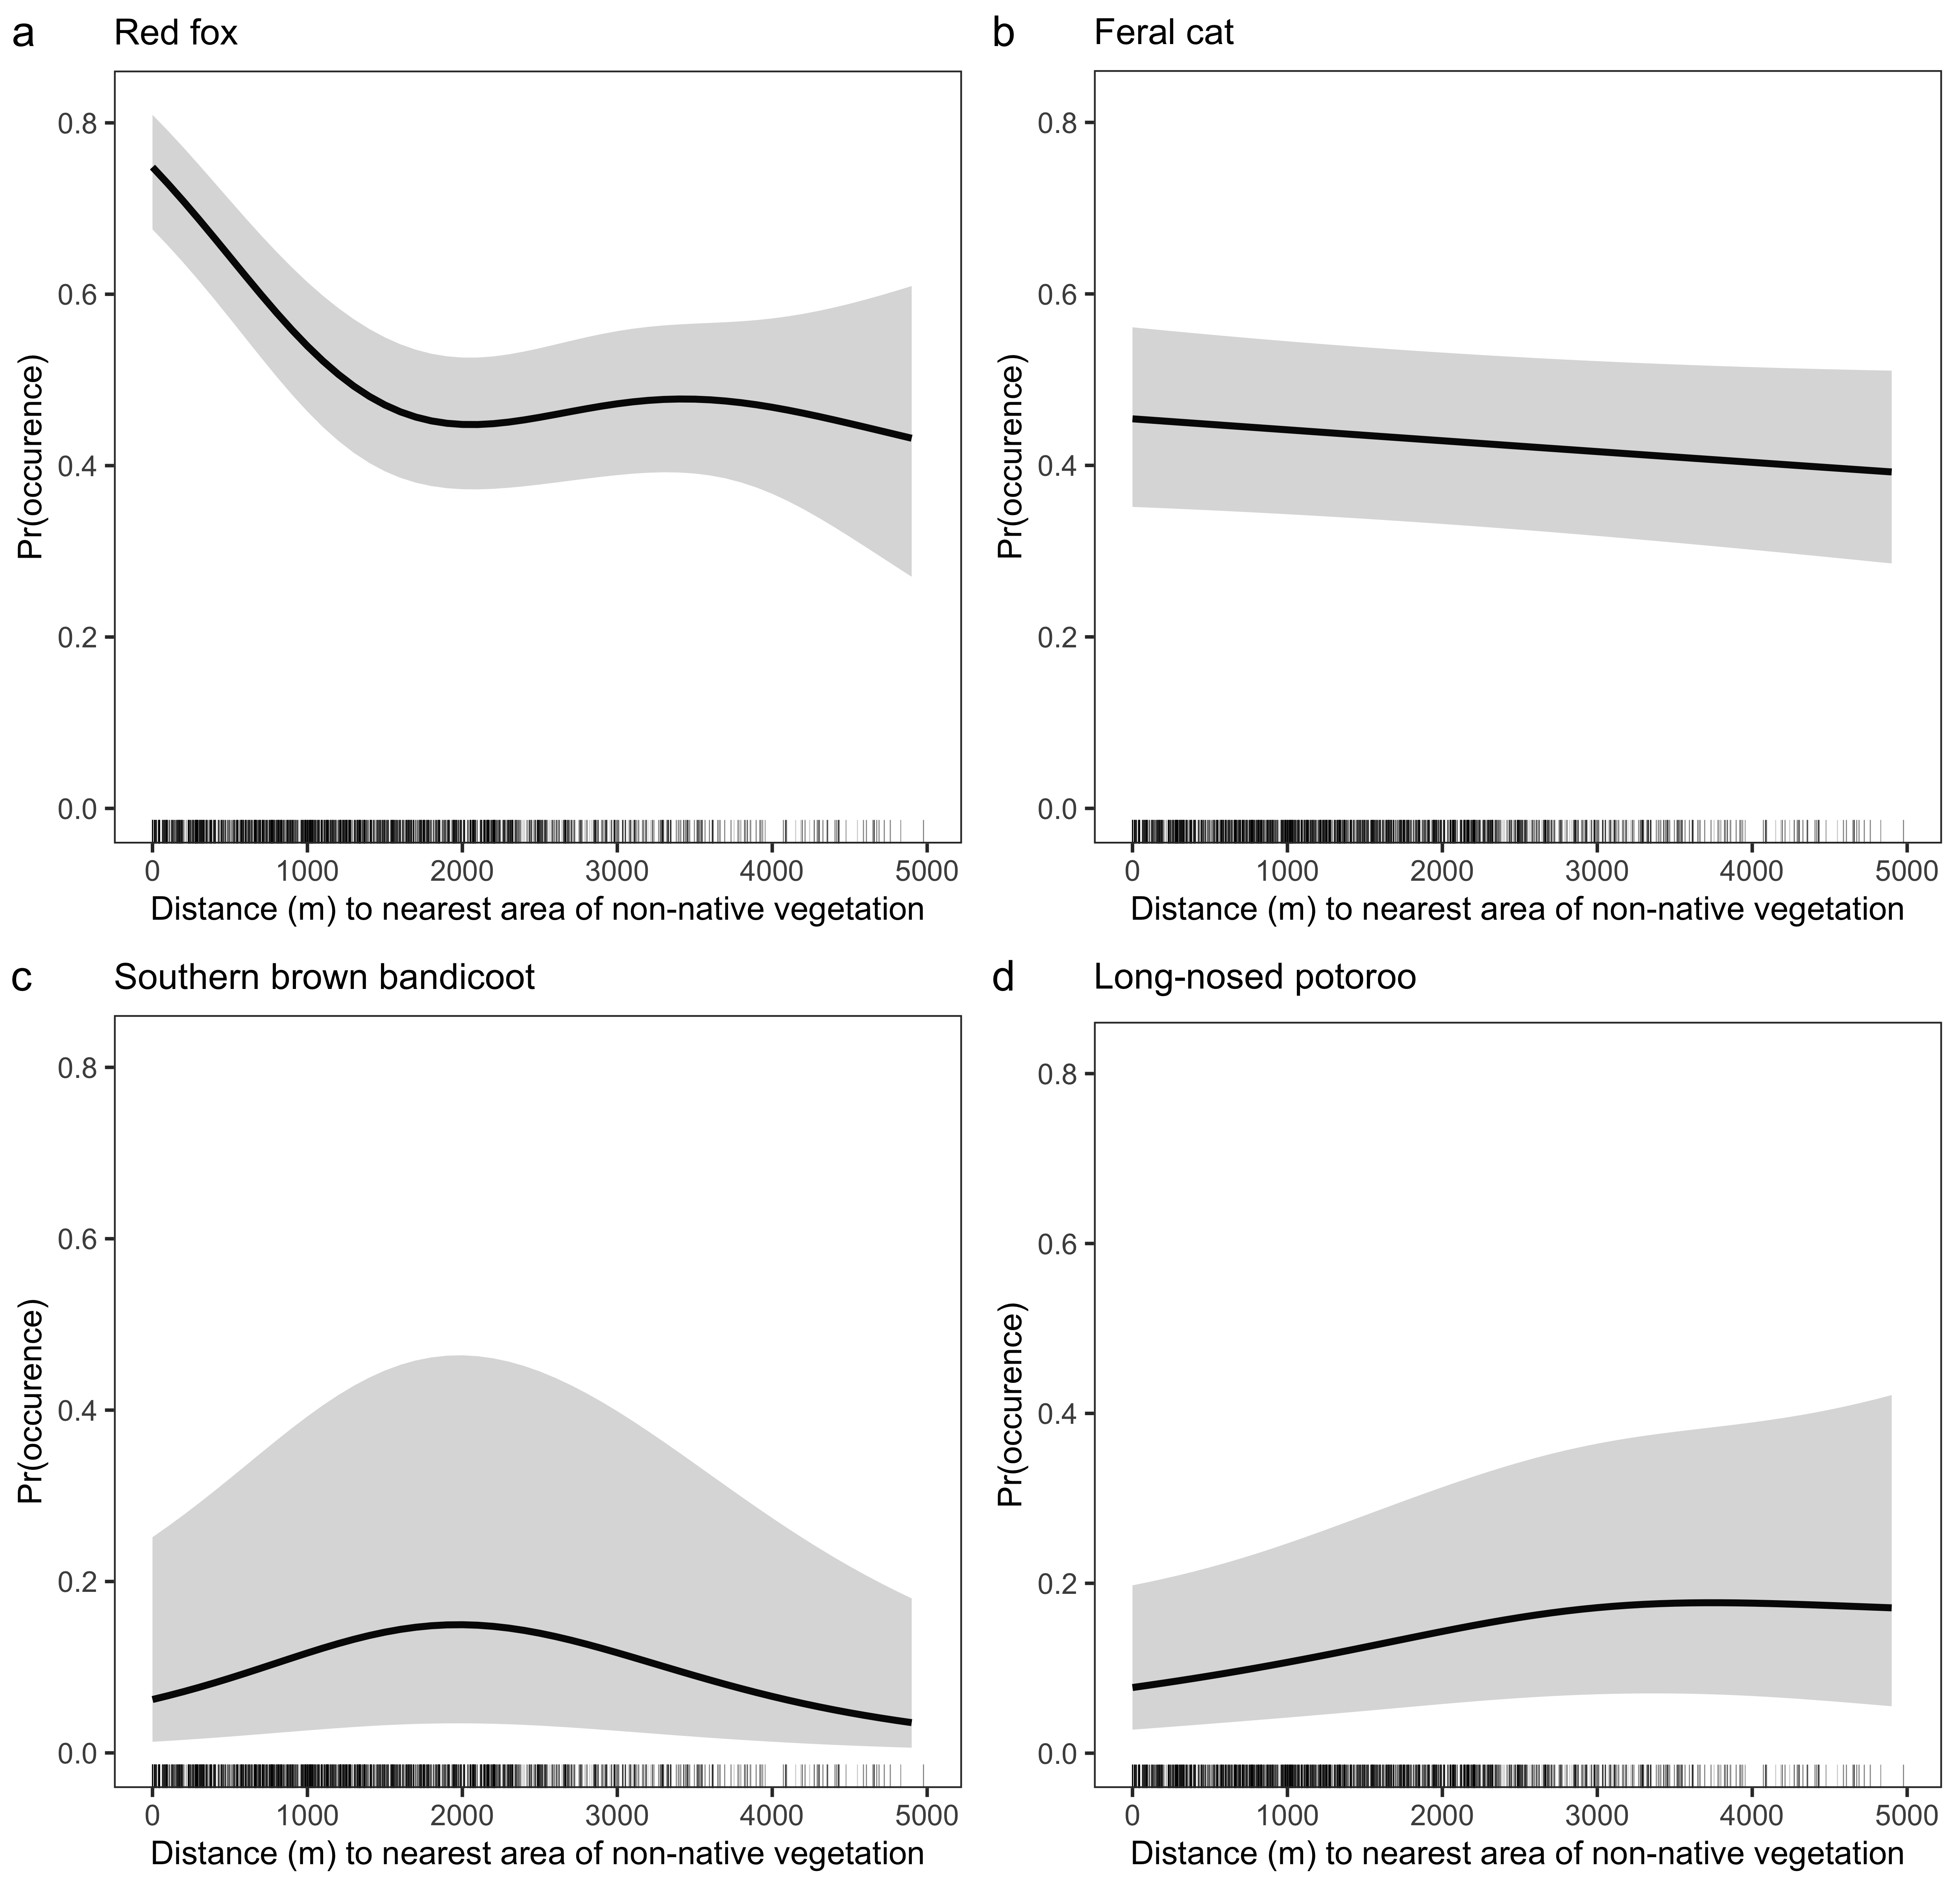 a Red fox
0.8
0.6
0.4
0.2
0.0
Pr(occurence)
0 1000 2000 3000 4000 5000
Distance (m) to nearest area of non-native vegetation
b Feral cat
0.8
0.6
0.4
0.2
0.0
Pr(occurence)
0 1000 2000 3000 4000 5000
Distance (m) to nearest area of non-native vegetation
c Southern brown bandicoot
0.8
0.6
0.4
0.2
0.0
Pr(occurence)
0 1000 2000 3000 4000 5000
Distance (m) to nearest area of non-native vegetation
d Long-nosed potoroo
0.8
0.6
0.4
0.2
0.0
Pr(occurence)
0 1000 2000 3000 4000 5000
Distance (m) to nearest area of non-native vegetation